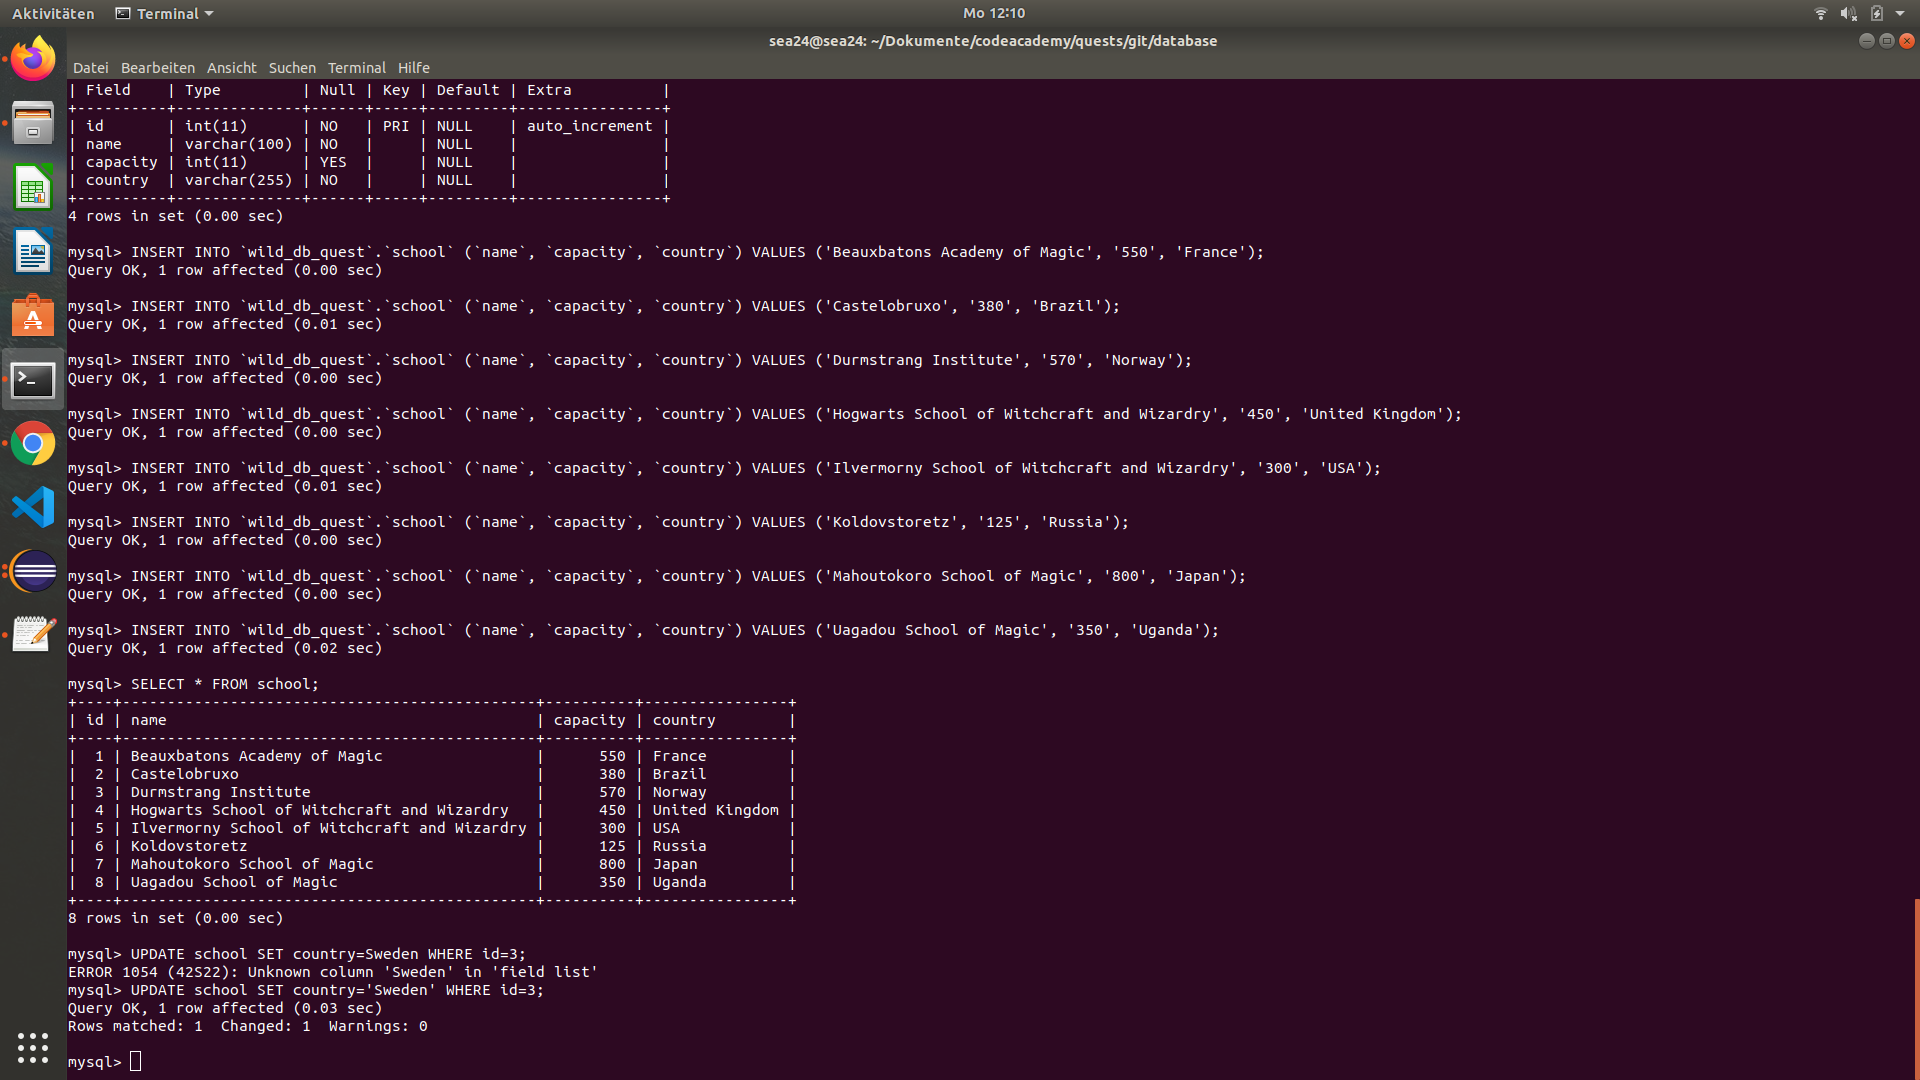 Aktivitäten Terminal Mo 12:10
sea24@sea24: ~/Dokumente/codeacademy/quests/git/database
Datei Bearbeiten Ansicht Suchen Terminal Hilfe
| Field    | Type         | Null | Key | Default | Extra          |
+----------+--------------+------+-----+---------+----------------+
| id       | int(11)      | NO   | PRI | NULL    | auto_increment |
| name     | varchar(100) | NO   |     | NULL    |                |
| capacity | int(11)      | YES  |     | NULL    |                |
| country  | varchar(255) | NO   |     | NULL    |                |
+----------+--------------+------+-----+---------+----------------+
4 rows in set (0.00 sec)
mysql> INSERT INTO `wild_db_quest`.`school` (`name`, `capacity`, `country`) VALUES ('Beauxbatons Academy of Magic', '550', 'France');
Query OK, 1 row affected (0.00 sec)
mysql> INSERT INTO `wild_db_quest`.`school` (`name`, `capacity`, `country`) VALUES ('Castelobruxo', '380', 'Brazil');
Query OK, 1 row affected (0.01 sec)
mysql> INSERT INTO `wild_db_quest`.`school` (`name`, `capacity`, `country`) VALUES ('Durmstrang Institute', '570', 'Norway');
Query OK, 1 row affected (0.00 sec)
mysql> INSERT INTO `wild_db_quest`.`school` (`name`, `capacity`, `country`) VALUES ('Hogwarts School of Witchcraft and Wizardry', '450', 'United Kingdom');
Query OK, 1 row affected (0.00 sec)
mysql> INSERT INTO `wild_db_quest`.`school` (`name`, `capacity`, `country`) VALUES ('Ilvermorny School of Witchcraft and Wizardry', '300', 'USA');
Query OK, 1 row affected (0.01 sec)
mysql> INSERT INTO `wild_db_quest`.`school` (`name`, `capacity`, `country`) VALUES ('Koldovstoretz', '125', 'Russia');
Query OK, 1 row affected (0.00 sec)
mysql> INSERT INTO `wild_db_quest`.`school` (`name`, `capacity`, `country`) VALUES ('Mahoutokoro School of Magic', '800', 'Japan');
Query OK, 1 row affected (0.00 sec)
mysql> INSERT INTO `wild_db_quest`.`school` (`name`, `capacity`, `country`) VALUES ('Uagadou School of Magic', '350', 'Uganda');
Query OK, 1 row affected (0.02 sec)
mysql> SELECT * FROM school;
+----+----------------------------------------------+----------+----------------+
| id | name                                         | capacity | country        |
+----+----------------------------------------------+----------+----------------+
|  1 | Beauxbatons Academy of Magic                 |      550 | France         |
|  2 | Castelobruxo                                 |      380 | Brazil         |
|  3 | Durmstrang Institute                         |      570 | Norway         |
|  4 | Hogwarts School of Witchcraft and Wizardry   |      450 | United Kingdom |
|  5 | Ilvermorny School of Witchcraft and Wizardry |      300 | USA            |
|  6 | Koldovstoretz                                |      125 | Russia         |
|  7 | Mahoutokoro School of Magic                  |      800 | Japan          |
|  8 | Uagadou School of Magic                      |      350 | Uganda         |
+----+----------------------------------------------+----------+----------------+
8 rows in set (0.00 sec)
mysql> UPDATE school SET country=Sweden WHERE id=3;
ERROR 1054 (42S22): Unknown column 'Sweden' in 'field list'
mysql> UPDATE school SET country='Sweden' WHERE id=3;
Query OK, 1 row affected (0.03 sec)
Rows matched: 1  Changed: 1  Warnings: 0
mysql>